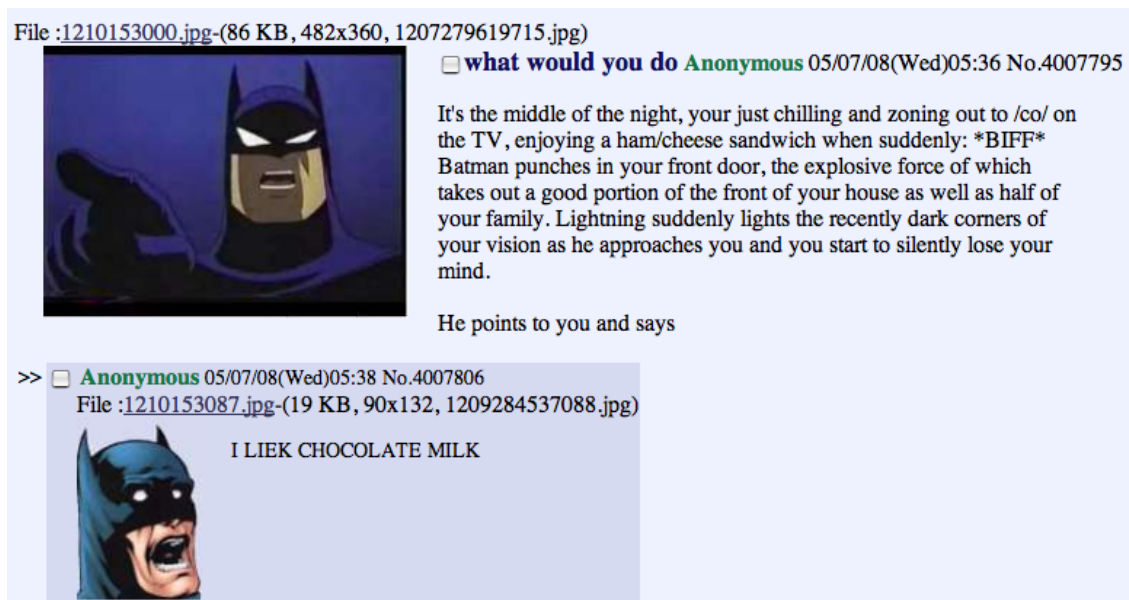 File :1210153000.jpg-(86 KB, 482x360, 1207279619715.jpg)
what would you do Anonymous 05/07/08(Wed)05:36 No.4007795
It's the middle of the night, your just chilling and zoning out to /co/ on
the TV, enjoying a ham/cheese sandwich when suddenly: *BIFF*
Batman punches in your front door, the explosive force of which
takes out a good portion of the front of your house as well as half of
your family. Lightning suddenly lights the recently dark corners of
your vision as he approaches you and you start to silently lose your
mind.
He points to you and says
>> Anonymous 05/07/08(Wed)05:38 No.4007806
File :1210153087.jpg-(19 KB, 90x132, 1209284537088.jpg)
I LIEK CHOCOLATE MILK